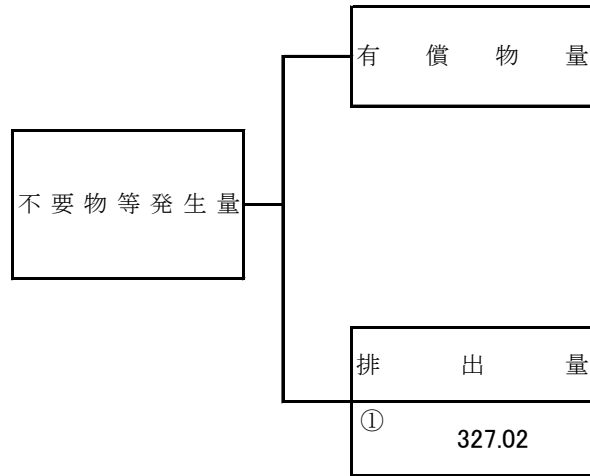 有償物量
不要物等発生量
排出量
①
327.02